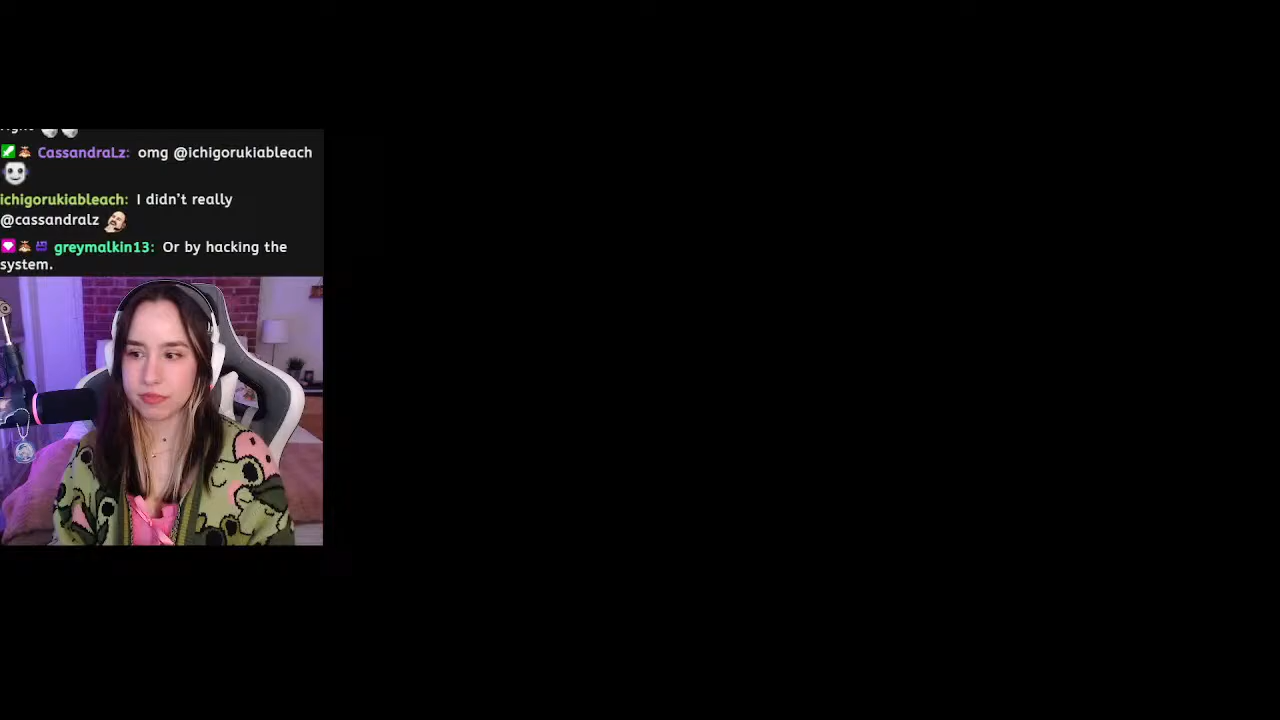 CassandraLz: omg @ichigorukiableach
ichigorukiableach: I didn't really
@cassandralz
greymalkin13: Or by hacking the
system.